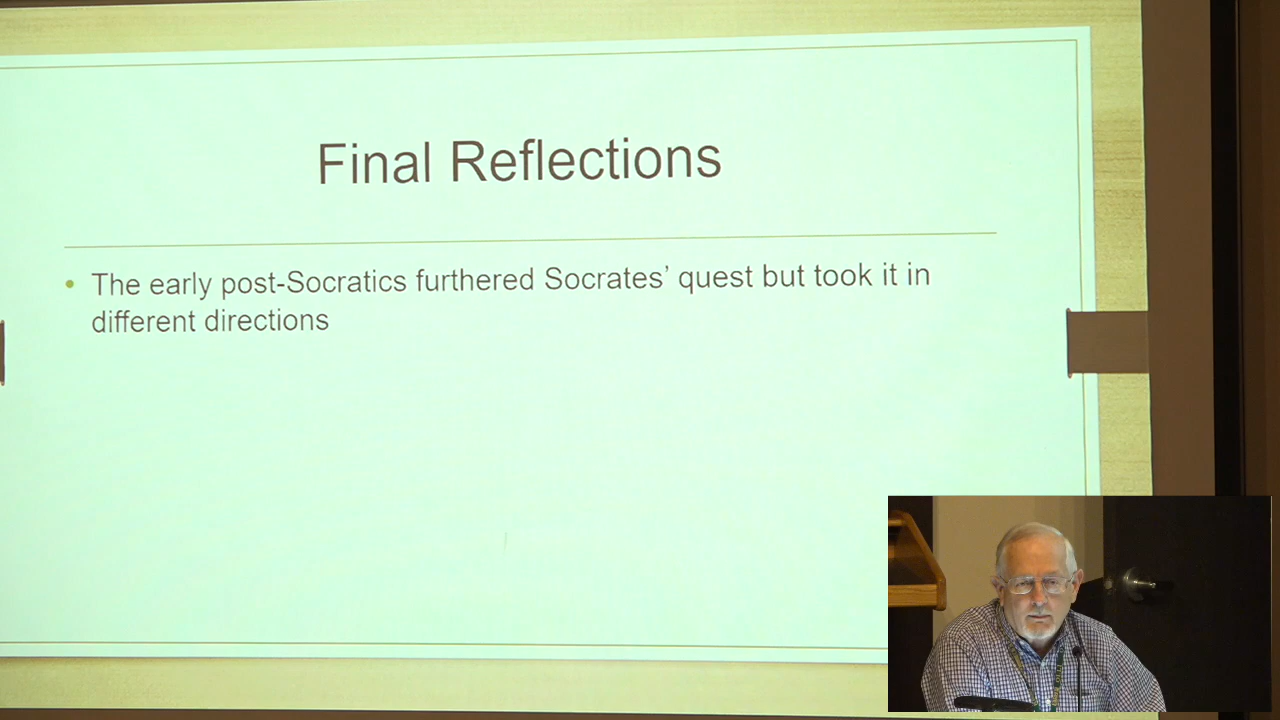 Final Reflections
• The early post-Socratics furthered Socrates’ quest but took it in
different directions